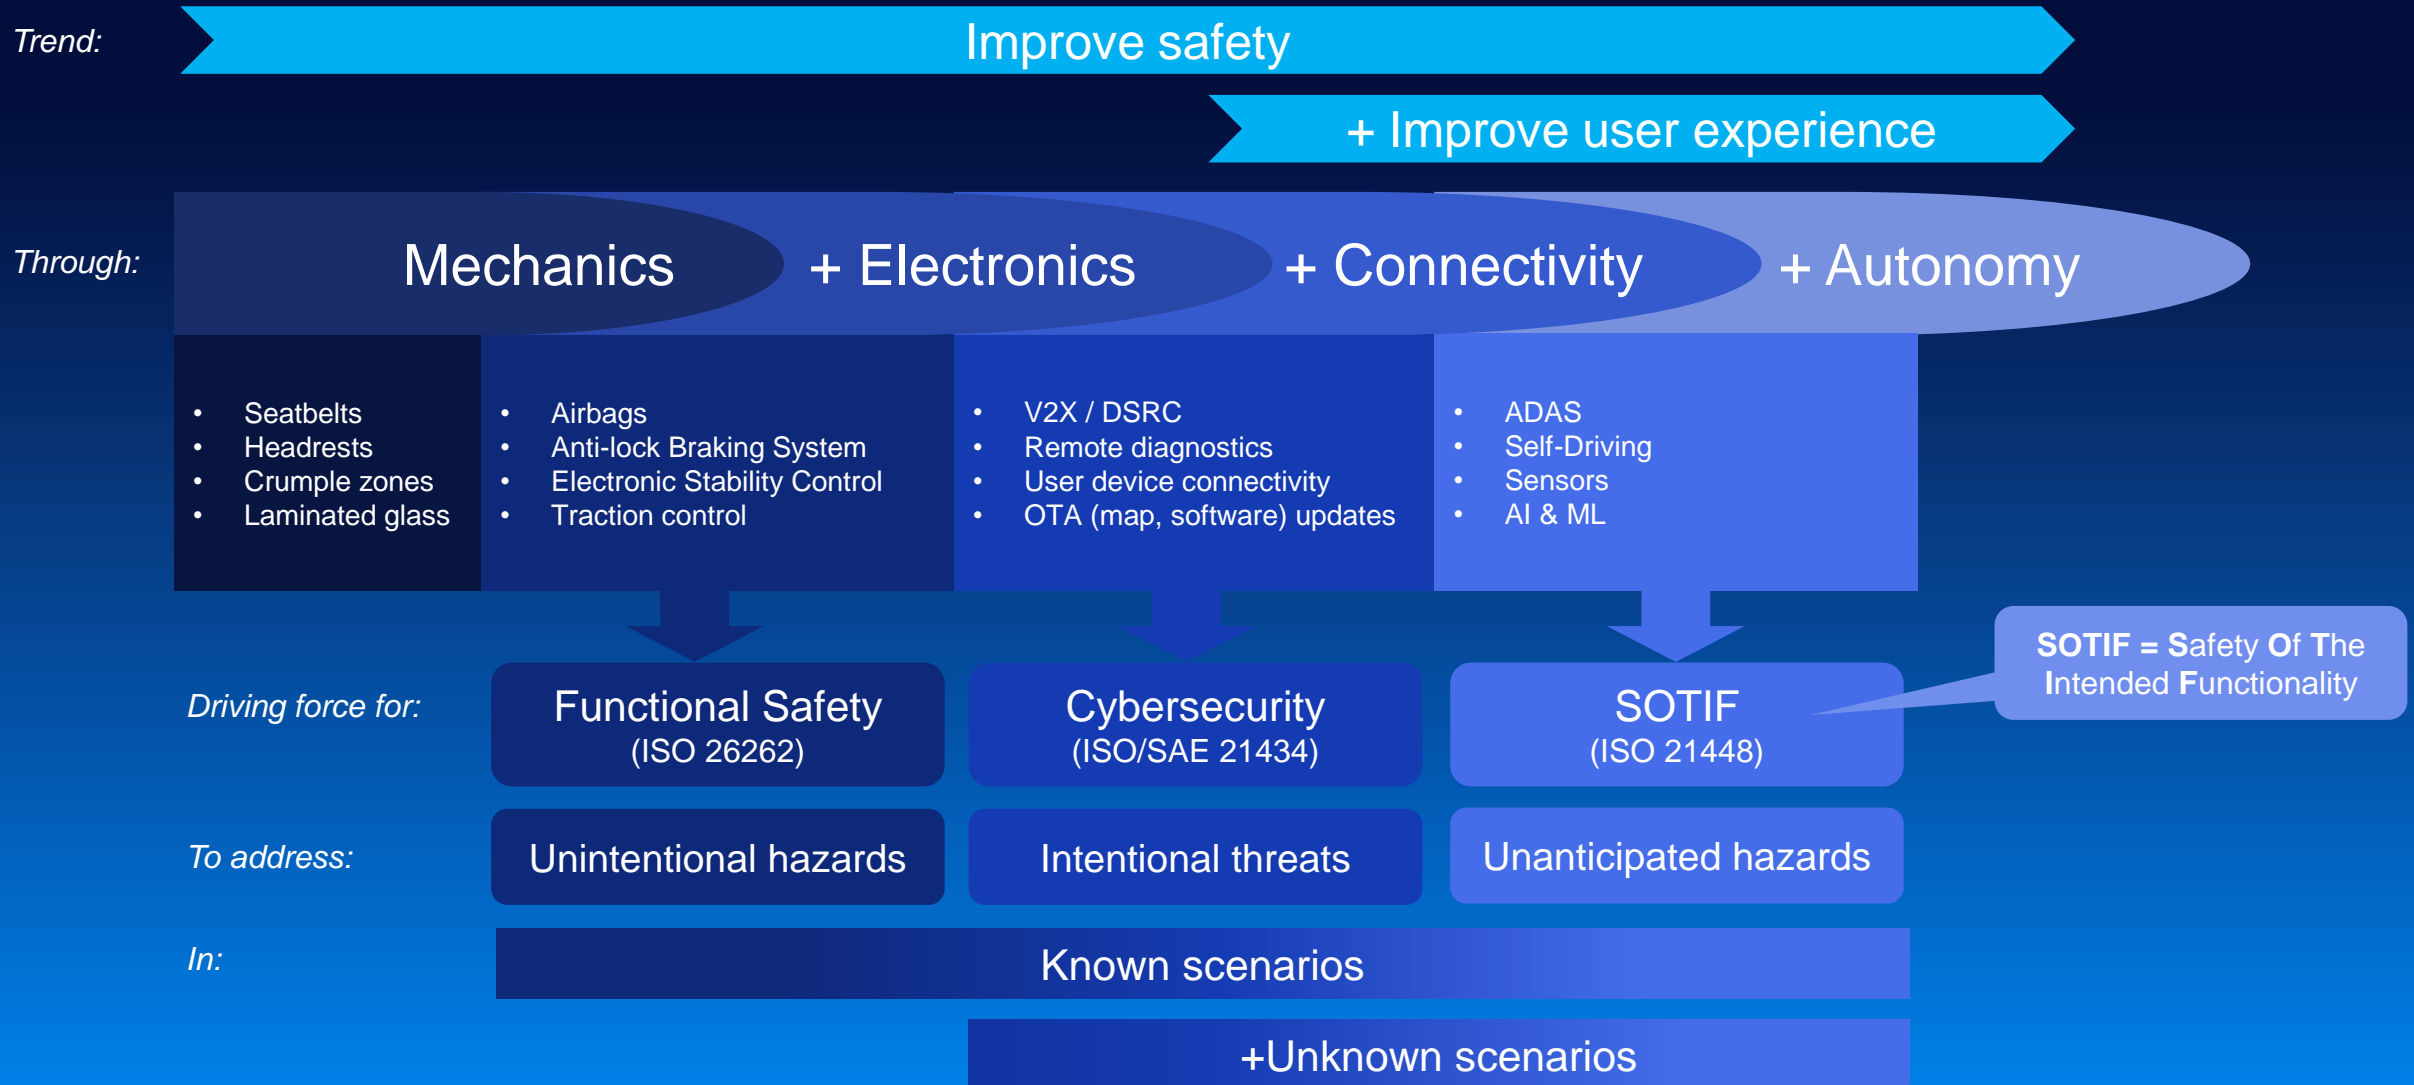 Trend:
Improve safety
+ Improve user experience
Through:
Mechanics
+ Electronics
+ Connectivity
+ Autonomy
• Seatbelts
• Headrests
• Crumple zones
• Laminated glass
• Airbags
• Anti-lock Braking System
• Electronic Stability Control
• Traction control
• V2X / DSRC
• Remote diagnostics
• User device connectivity
• OTA (map, software) updates
• ADAS
• Self-Driving
• Sensors
• AI & ML
Driving force for:
Functional Safety
(ISO 26262)
Cybersecurity
(ISO/SAE 21434)
SOTIF
(ISO 21448)
SOTIF = Safety Of The
Intended Functionality
To address:
Unintentional hazards
Intentional threats
Unanticipated hazards
In:
Known scenarios
+Unknown scenarios